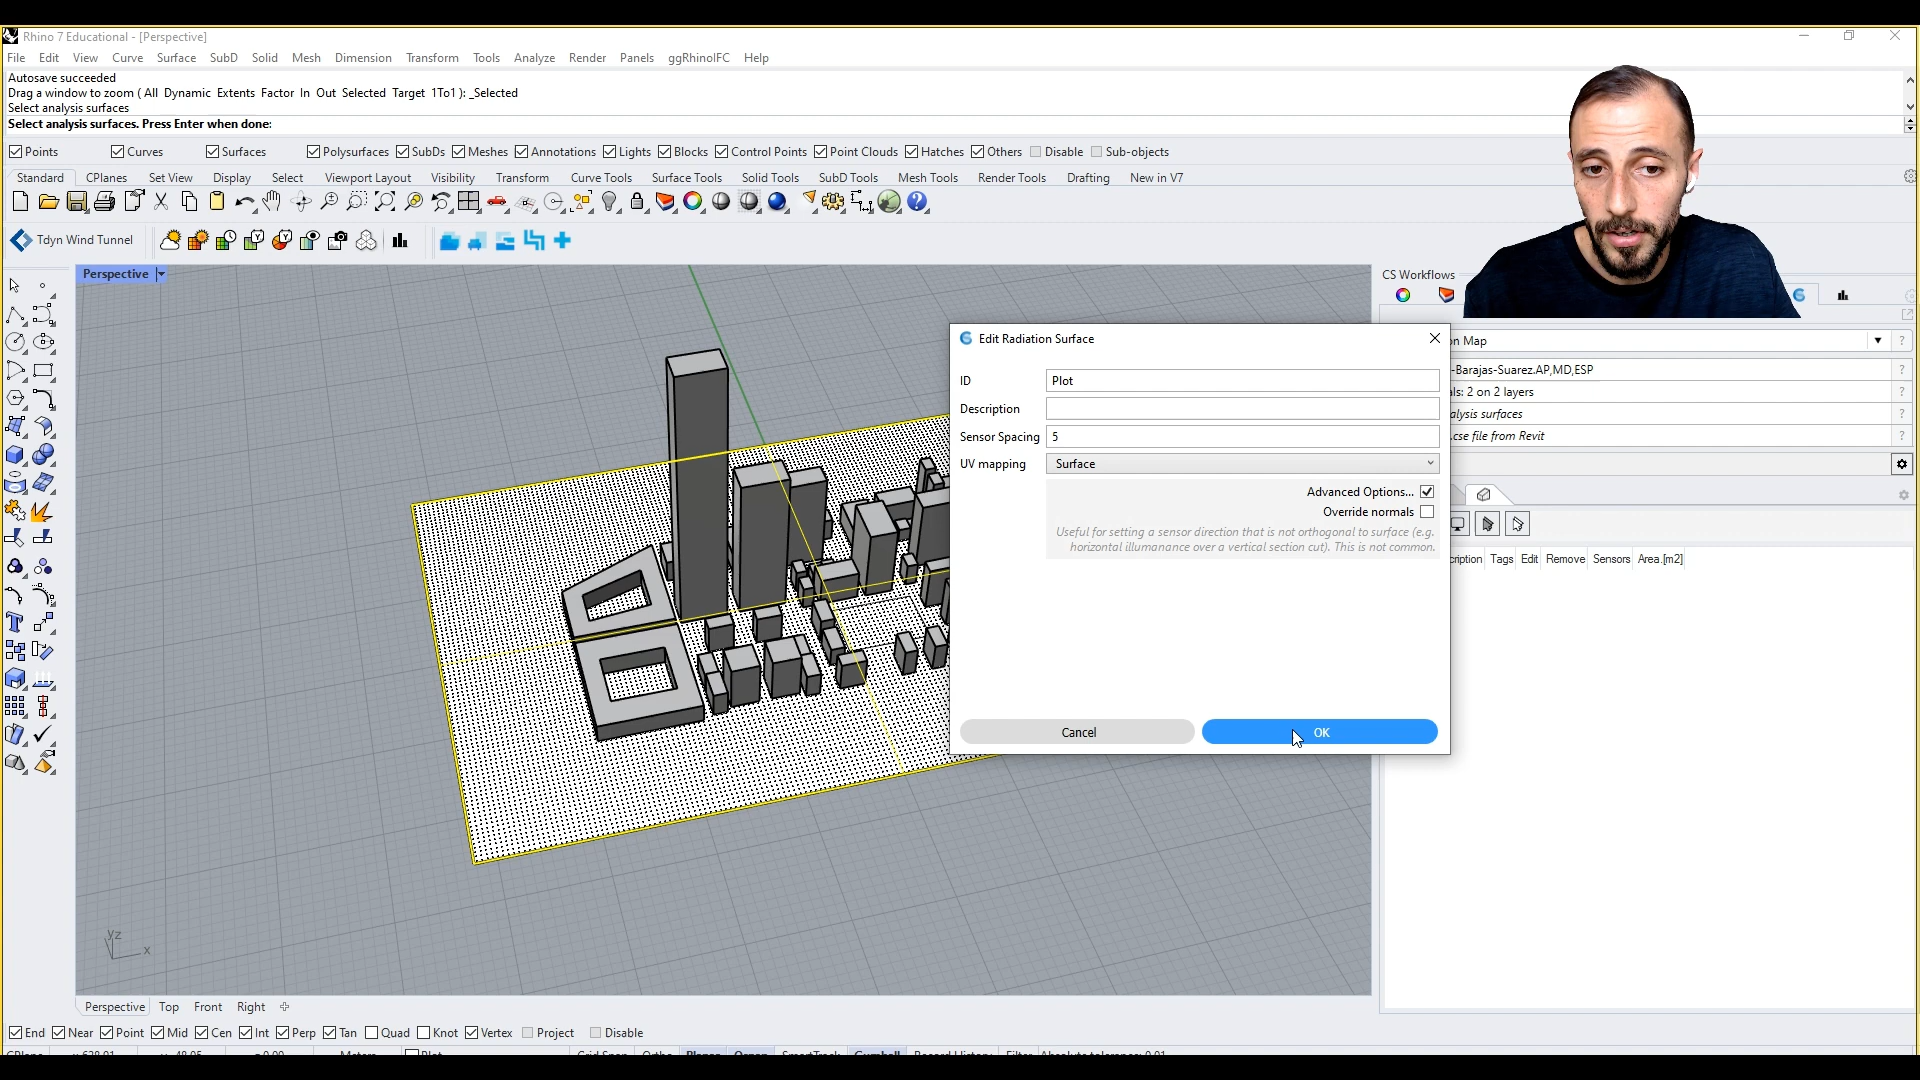 Rhino 7 Educational - [Perspective]
File Edit View Curve Surface SubD Solid Mesh Dimension Transform Tools Analyze Render Panels ggRhinoIFC Help
Autosave succeeded
Drag a window to zoom ( All Dynamic Extents Factor In Out Selected Target 1To1 ): _Selected
Select analysis surfaces
Select analysis surfaces. Press Enter when done:
Points Curves Surfaces Polysurfaces SubDs Meshes Annotations Lights Blocks Control Points Point Clouds Hatches Others Disable Sub-objects
Standard CPlanes Set View Display Select Viewport Layout Visibility Transform Curve Tools Surface Tools Solid Tools SubD Tools Mesh Tools Render Tools Drafting New in V7
Tdyn Wind Tunnel
Perspective
CS Workflows
Edit Radiation Surface
ID Plot
Description
Sensor Spacing 5
UV mapping Surface
Advanced Options...
Override normals
Useful for setting a sensor direction that is not orthogonal to surface (e.g.
horizontal illumanance over a vertical section cut). This is not common.
Cancel OK
on Map
-Barajas-Suarez.AP,MD,ESP
als: 2 on 2 layers
alysis surfaces
.cse file from Revit
cription Tags Edit Remove Sensors Area.[m2]
yz
x
Perspective Top Front Right
End Near Point Mid Cen Int Perp Tan Quad Knot Vertex Project Disable